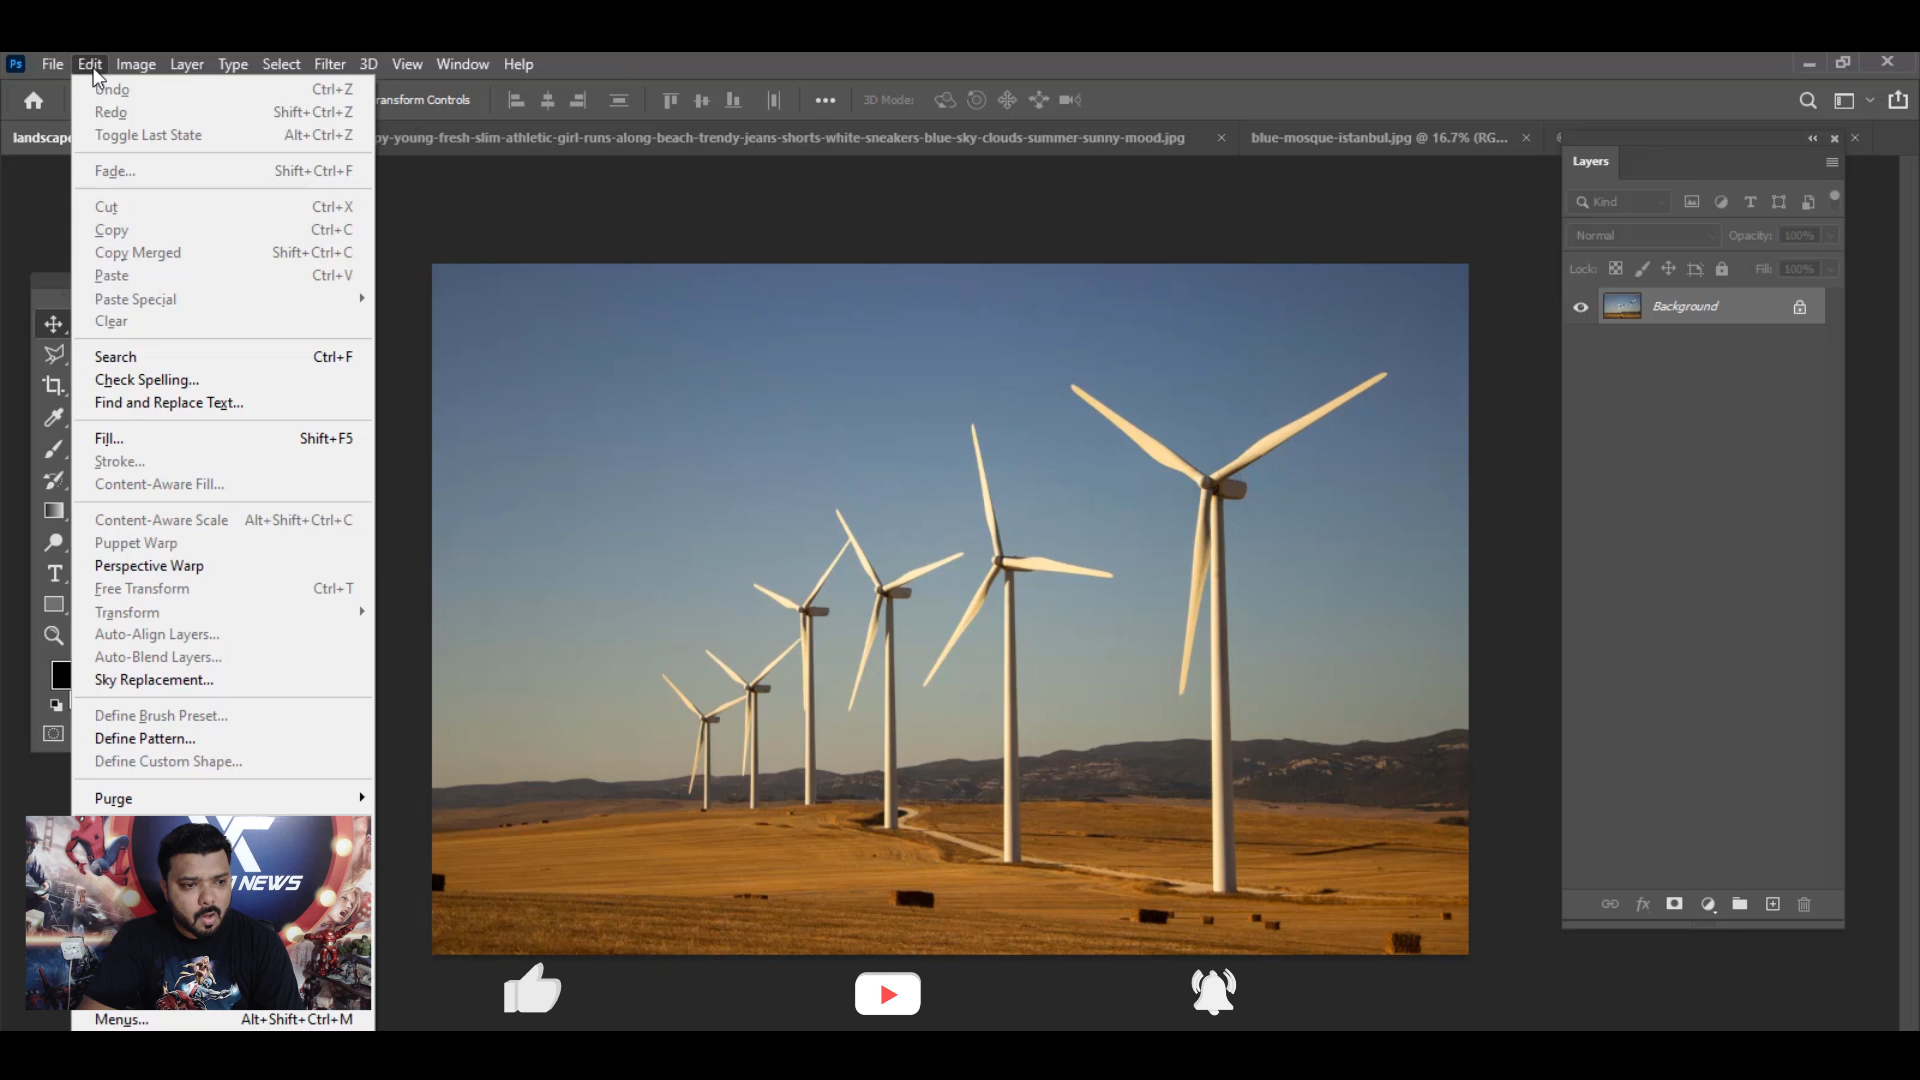 Ps File Edit Image Layer Type Select Filter 3D View Window Help
ransform Controls
3D Mode:
landscape
py-young-fresh-slim-athletic-girl-runs-along-beach-trendy-jeans-shorts-white-sneakers-blue-sky-clouds-summer-sunny-mood.jpg
blue-mosque-istanbul.jpg @ 16.7% (RG...
Undo Ctrl+Z
Redo Shift+Ctrl+Z
Toggle Last State Alt+Ctrl+Z
Fade... Shift+Ctrl+F
Cut Ctrl+X
Copy Ctrl+C
Copy Merged Shift+Ctrl+C
Paste Ctrl+V
Paste Special
Clear
Search Ctrl+F
Check Spelling...
Find and Replace Text...
Fill... Shift+F5
Stroke...
Content-Aware Fill...
Content-Aware Scale Alt+Shift+Ctrl+C
Puppet Warp
Perspective Warp
Free Transform Ctrl+T
Transform
Auto-Align Layers...
Auto-Blend Layers...
Sky Replacement...
Define Brush Preset...
Define Pattern...
Define Custom Shape...
Purge
NEWS
Menus... Alt+Shift+Ctrl+M
Layers
Kind
Normal Opacity: 100%
Lock: Fill: 100%
Background
fx